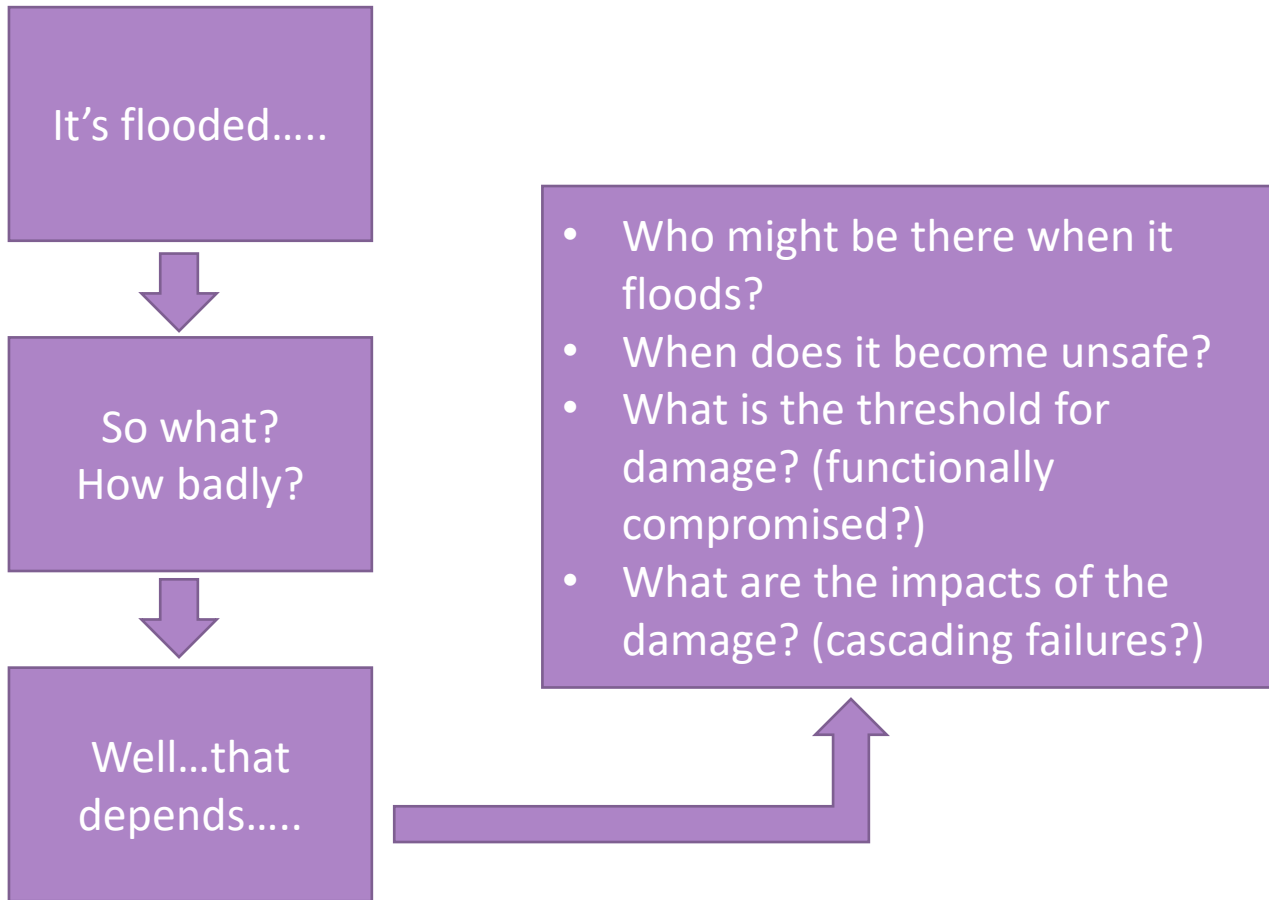 It’s flooded…..
So what?
How badly?
Well…that
depends…..
• Who might be there when it
floods?
• When does it become unsafe?
• What is the threshold for
damage? (functionally
compromised?)
• What are the impacts of the
damage? (cascading failures?)